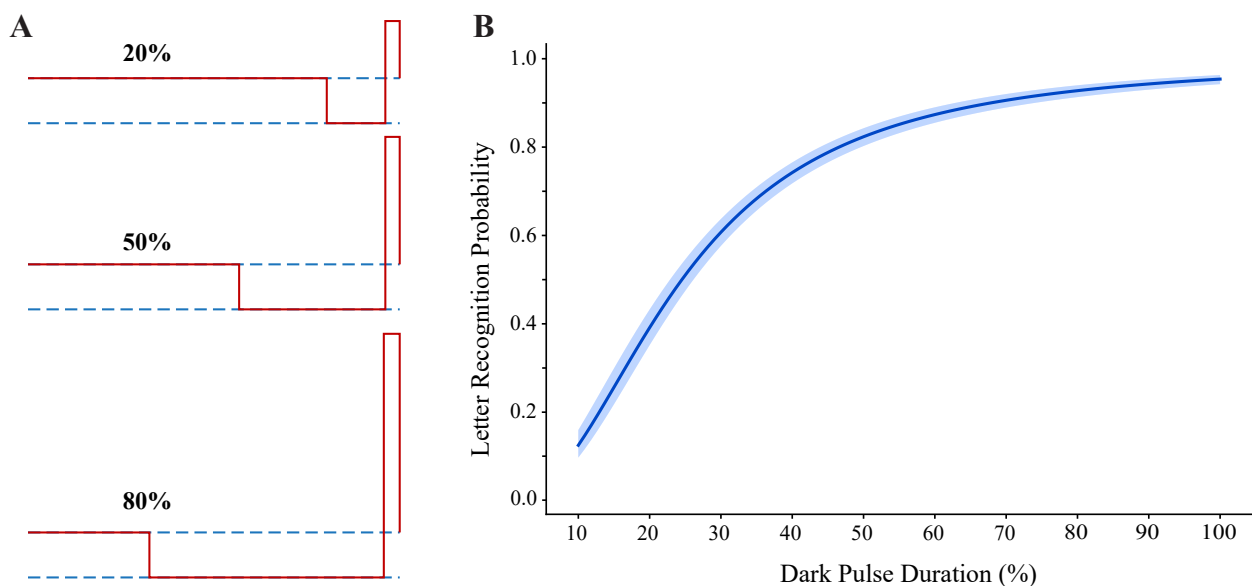 A
20%
50%
80%
B
Letter Recognition Probability
1.0
0.8
0.6
0.4
0.2
0.0
10 20 30 40 50 60 70 80 90 100
Dark Pulse Duration (%)